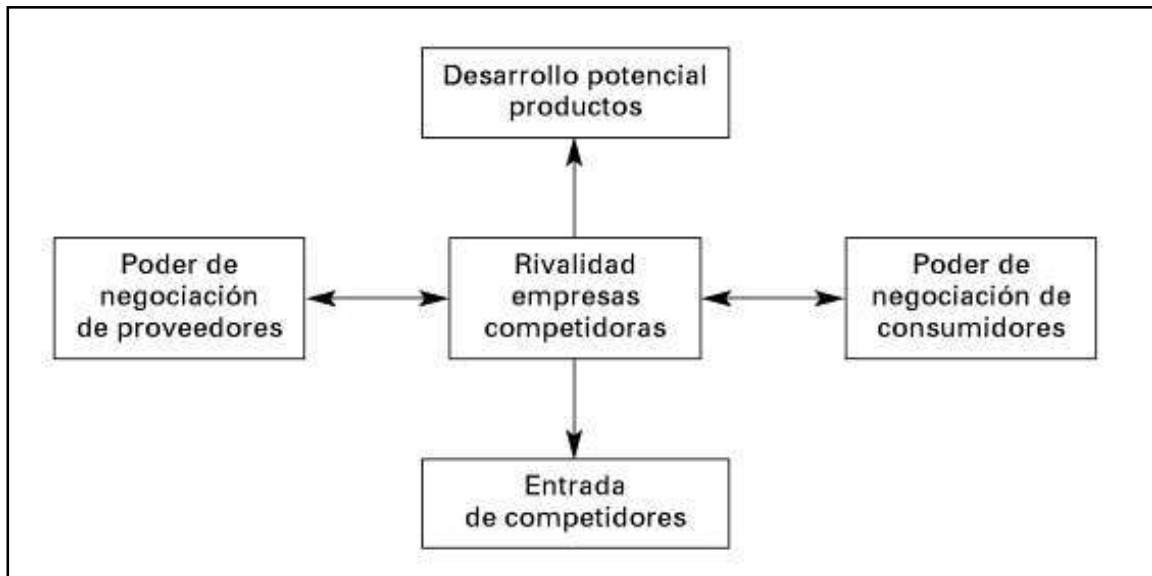 Desarrollo potencial
productos
Poder de
negociación
de proveedores
Rivalidad
empresas
competidoras
Poder de
negociación de
consumidores
Entrada
de competidores